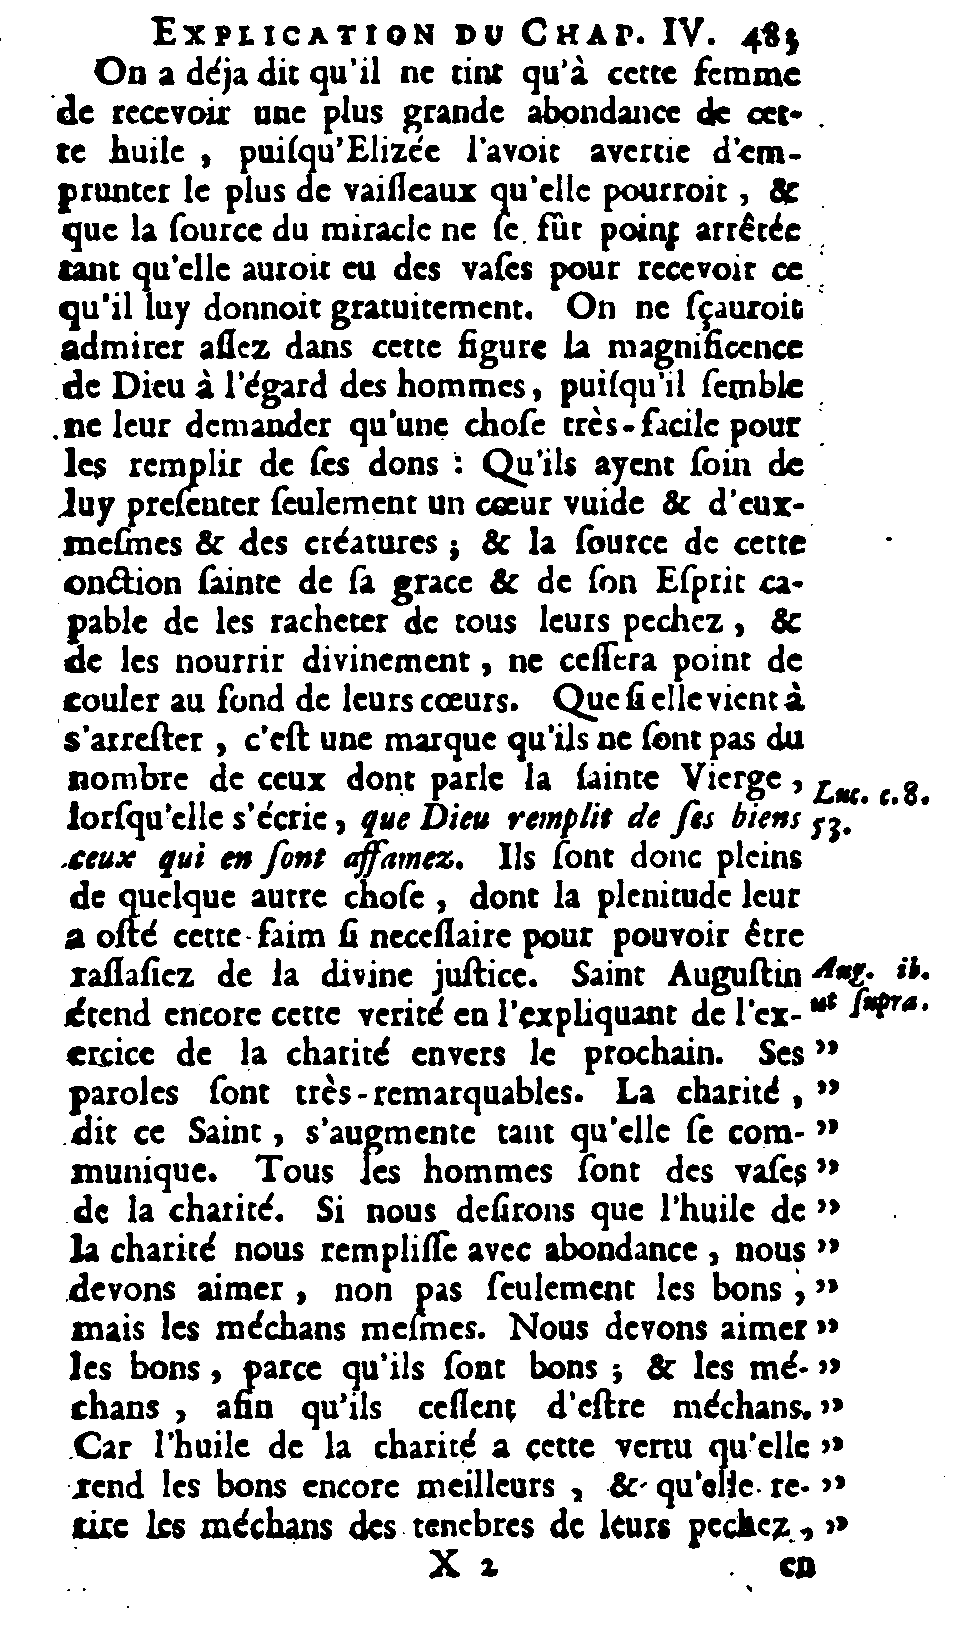 EXPLICATION DU CHAP. IV. 485
On a déja dit qu'il ne tint qu'à cette femme
de recevoir une plus grande abondance de cet-
te huile, puiſqu'Elizée l'avoit avertie d'em-
prunter le plus de vaiſſeaux qu'elle pourroit, &
que la ſource du miracle ne ſe fût point arrêtée
tant qu'elle auroit eu des vaſes pour recevoir ce
qu'il luy donnoit gratuitement. On ne ſçauroit
admirer aſſez dans cette figure la magnificence
de Dieu à l'égard des hommes, puiſqu'il ſemble
ne leur demander qu'une choſe très-facile pour
les remplir de ſes dons : Qu'ils ayent ſoin de
luy preſenter ſeulement un cœur vuide & d'eux-
meſmes & des créatures ; & la ſource de cette
onction ſainte de ſa grace & de ſon Eſprit ca-
pable de les racheter de tous leurs pechez, &
de les nourrir divinement, ne ceſſera point de
couler au fond de leurs cœurs. Que ſi elle vient à
s'arreſter, c'eſt une marque qu'ils ne ſont pas du
nombre de ceux dont parle la ſainte Vierge,
Luc. c. 8.
lorſqu'elle s'écrie, que Dieu remplit de ſes biens
53.
ceux qui en ſont affamez. Ils ſont donc pleins
de quelque autre choſe, dont la plenitude leur
a oſté cette faim ſi neceſſaire pour pouvoir être
raſſaſiez de la divine juſtice. Saint Auguſtin
Aug. ib.
étend encore cette verité en l'expliquant de l'ex-
ut ſupra.
ercice de la charité envers le prochain. Ses ”
paroles ſont très-remarquables. La charité, ”
dit ce Saint, s'augmente tant qu'elle ſe com- ”
munique. Tous les hommes ſont des vaſes ”
de la charité. Si nous deſirons que l'huile de ”
la charité nous rempliſſe avec abondance, nous ”
devons aimer, non pas ſeulement les bons, ”
mais les méchans meſmes. Nous devons aimer ”
les bons, parce qu'ils ſont bons ; & les mé- ”
chans, afin qu'ils ceſſent d'eſtre méchans. ”
Car l'huile de la charité a cette vertu qu'elle ”
rend les bons encore meilleurs, & qu'elle re- ”
tire les méchans des tenebres de leurs pechez, ”
X 2 en